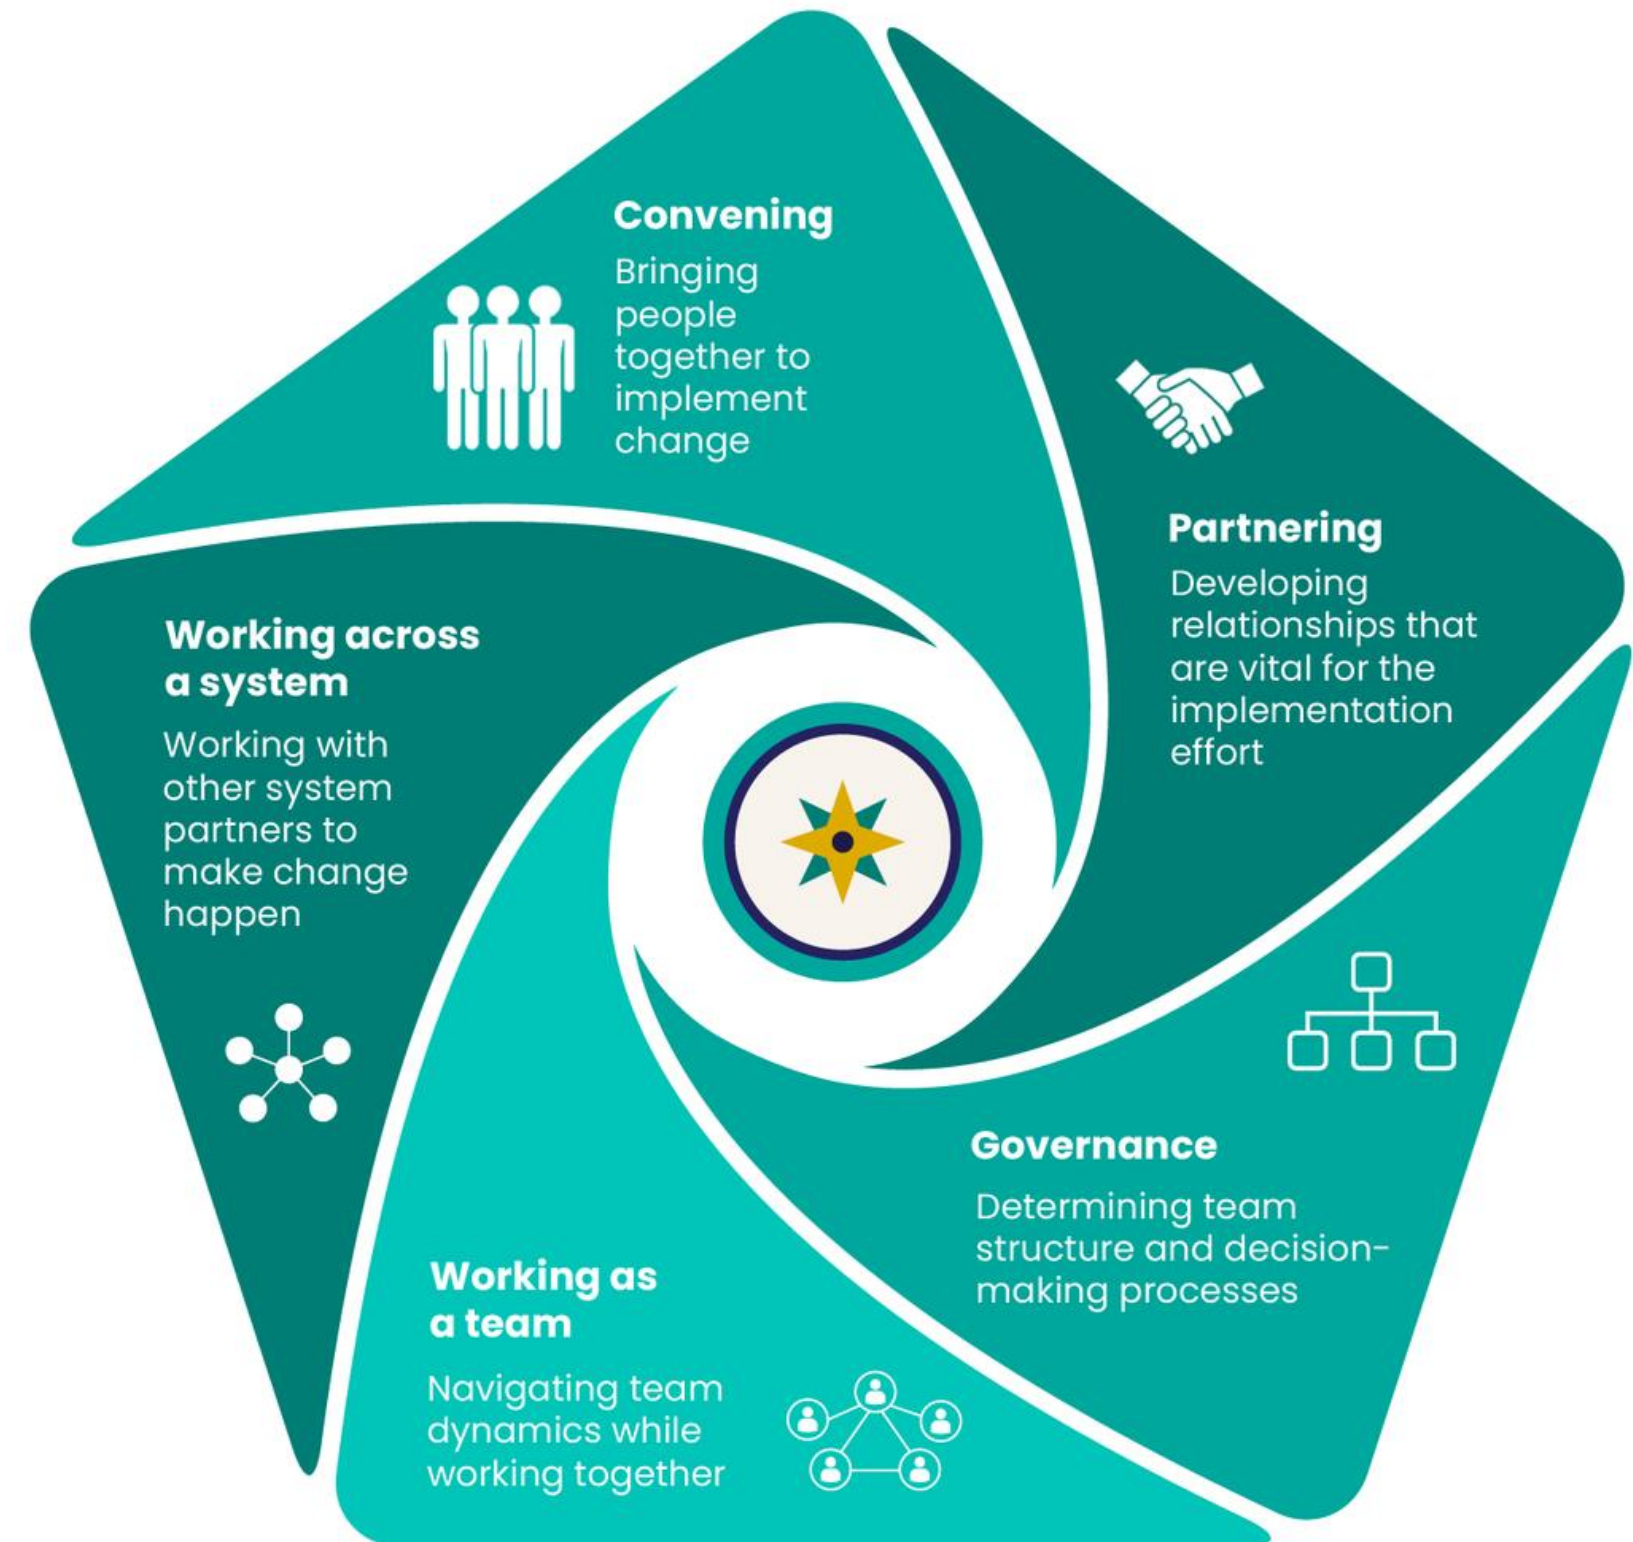 Convening
Bringing
people
together to
implement
change
Partnering
Developing
relationships that
are vital for the
implementation
effort
Governance
Determining team
structure and decision-
making processes
Working as
a team
Navigating team
dynamics while
working together
Working across
a system
Working with
other system
partners to
make change
happen